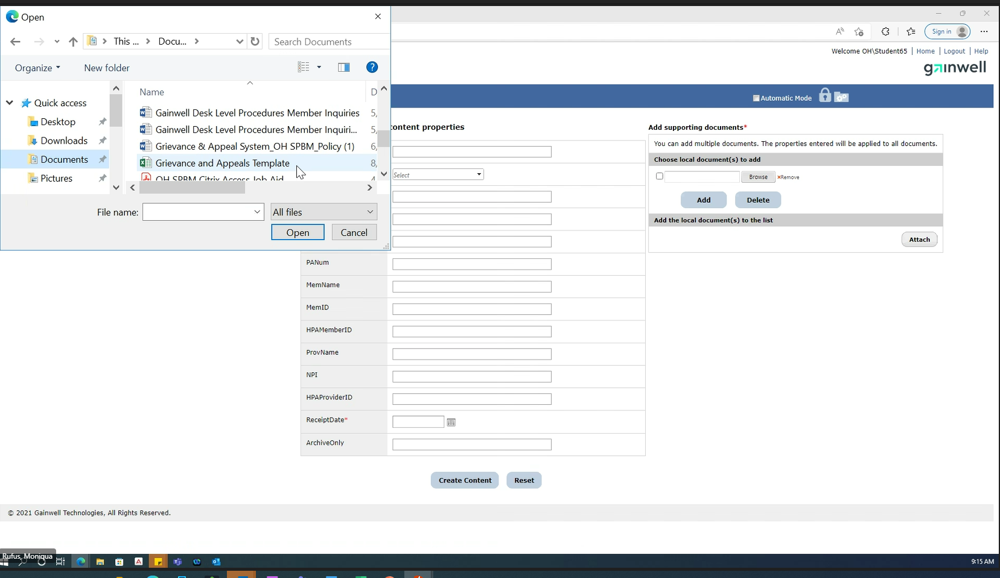 Open
This ...
Docu...
Search Documents
Organize
New folder
Quick access
Desktop
Downloads
Documents
Pictures
Name
D
Gainwell Desk Level Procedures Member Inquiries
5,
Gainwell Desk Level Procedures Member Inquiri...
5,
Grievance & Appeal System_OH SPBM_Policy (1)
6,
Grievance and Appeals Template
8,
OH SPBM Citrix Access Job Aid
File name:
All files
Open
Cancel
Sign in
Welcome OH\Student65 | Home | Logout | Help
gainwell
Automatic Mode
content properties
Select
PANum
MemName
MemID
HPAMemberID
ProvName
NPI
HPAProviderID
ReceiptDate*
ArchiveOnly
Create Content
Reset
Add supporting documents*
You can add multiple documents. The properties entered will be applied to all documents.
Choose local document(s) to add
Browse
×Remove
Add
Delete
Add the local document(s) to the list
Attach
© 2021 Gainwell Technologies, All Rights Reserved.
Rufus, Moniqua
9:15 AM